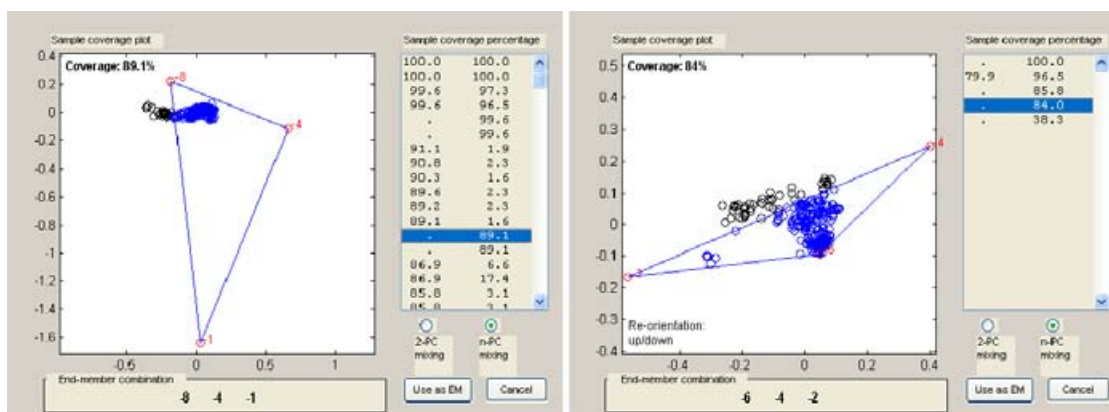 Sample coverage plot
Coverage: 89.1%
0.4
0.2
0
-0.2
-0.4
-0.6
-0.8
-1
-1.2
-1.4
-1.6
-0.5 0 0.5 1
-8
-4
-1
Sample coverage percentage
100.0 100.0
100.0 100.0
99.6 97.3
99.6 96.5
. 99.6
. 99.6
91.1 1.9
90.8 2.3
90.3 1.6
89.6 2.3
89.2 2.3
89.1 1.6
. 89.1
. 89.1
86.9 6.6
86.9 17.4
85.8 3.1
85.8 3.1
2-PC mixing
n-PC mixing
End-member combination
-8 -4 -1
Use as EM
Cancel
Sample coverage plot
Coverage: 84%
0.5
0.4
0.3
0.2
0.1
0
-0.1
-0.2
-0.3
-0.4
-0.4 -0.2 0 0.2 0.4
-4
Re-orientation:
up/down
Sample coverage percentage
. 100.0
79.9 96.5
. 85.8
. 84.0
. 38.3
2-PC mixing
n-PC mixing
End-member combination
-6 -4 -2
Use as EM
Cancel